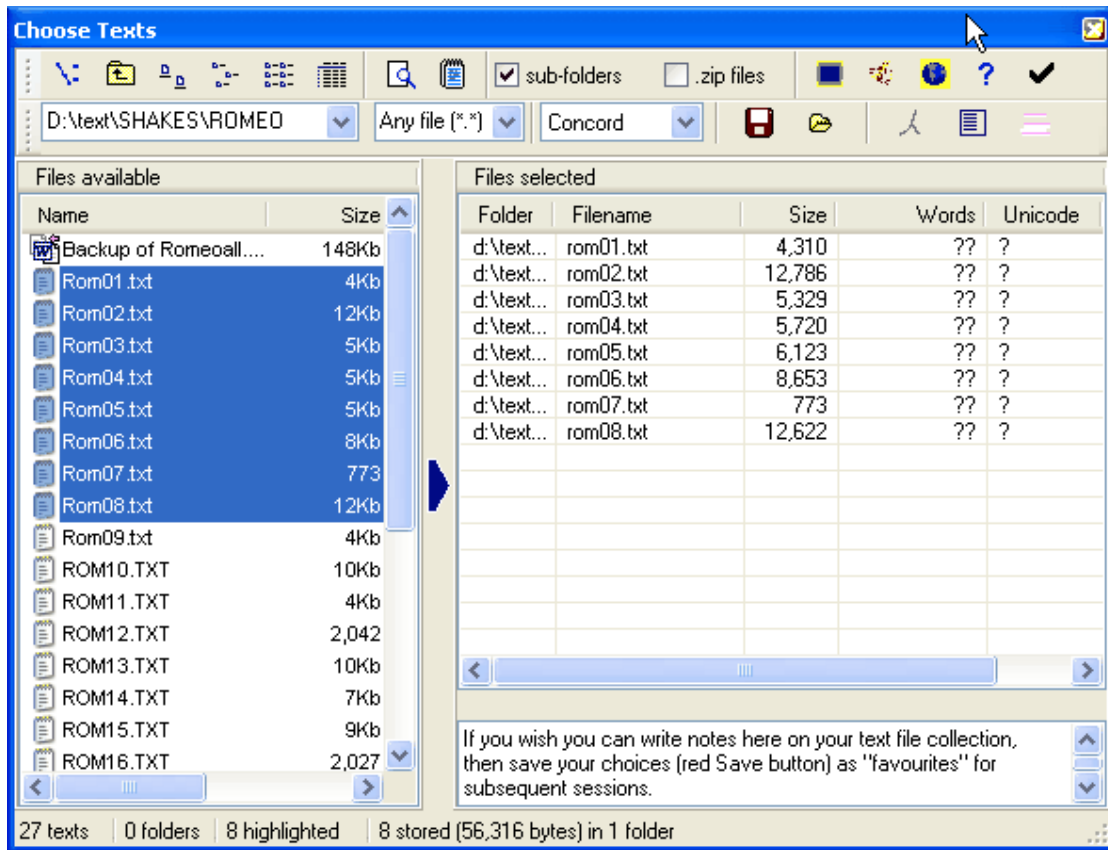 Choose Texts
sub-folders .zip files ?
D:\text\SHAKES\ROMEO Any file (*.*) Concord
Files available
Name Size
Backup of Romeoall.... 148Kb
Rom01.txt 4Kb
Rom02.txt 12Kb
Rom03.txt 5Kb
Rom04.txt 5Kb
Rom05.txt 5Kb
Rom06.txt 8Kb
Rom07.txt 773
Rom08.txt 12Kb
Rom09.txt 4Kb
ROM10.TXT 10Kb
ROM11.TXT 4Kb
ROM12.TXT 2,042
ROM13.TXT 10Kb
ROM14.TXT 7Kb
ROM15.TXT 9Kb
ROM16.TXT 2,027
Files selected
Folder Filename Size Words Unicode
d:\text... rom01.txt 4,310 ?? ?
d:\text... rom02.txt 12,786 ?? ?
d:\text... rom03.txt 5,329 ?? ?
d:\text... rom04.txt 5,720 ?? ?
d:\text... rom05.txt 6,123 ?? ?
d:\text... rom06.txt 8,653 ?? ?
d:\text... rom07.txt 773 ?? ?
d:\text... rom08.txt 12,622 ?? ?
If you wish you can write notes here on your text file collection,
then save your choices (red Save button) as "favourites" for
subsequent sessions.
27 texts 0 folders 8 highlighted 8 stored (56,316 bytes) in 1 folder